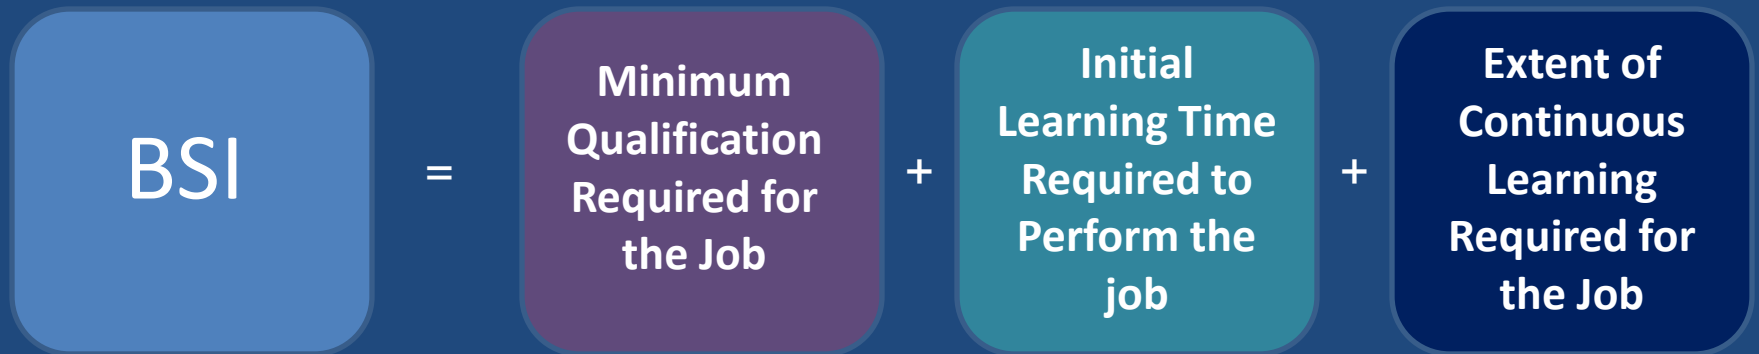 BSI
=
Minimum
Qualification
Required for
the Job
+
Initial
Learning Time
Required to
Perform the
job
+
Extent of
Continuous
Learning
Required for
the Job